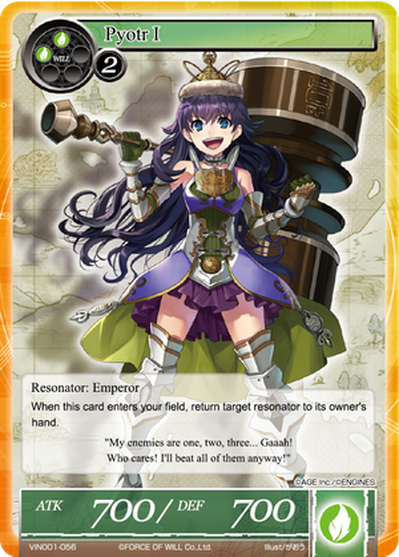 Pyotr I
WILL
2
Resonator: Emperor
When this card enters your field, return target resonator to its owner's
hand.
"My enemies are one, two, three... Gaaah!
Who cares! I'll beat all of them anyway!"
©AGE Inc./©ENGINES
ATK 700 / DEF 700
VIN001-056 ©FORCE OF WILL Co.,Ltd. Illust/